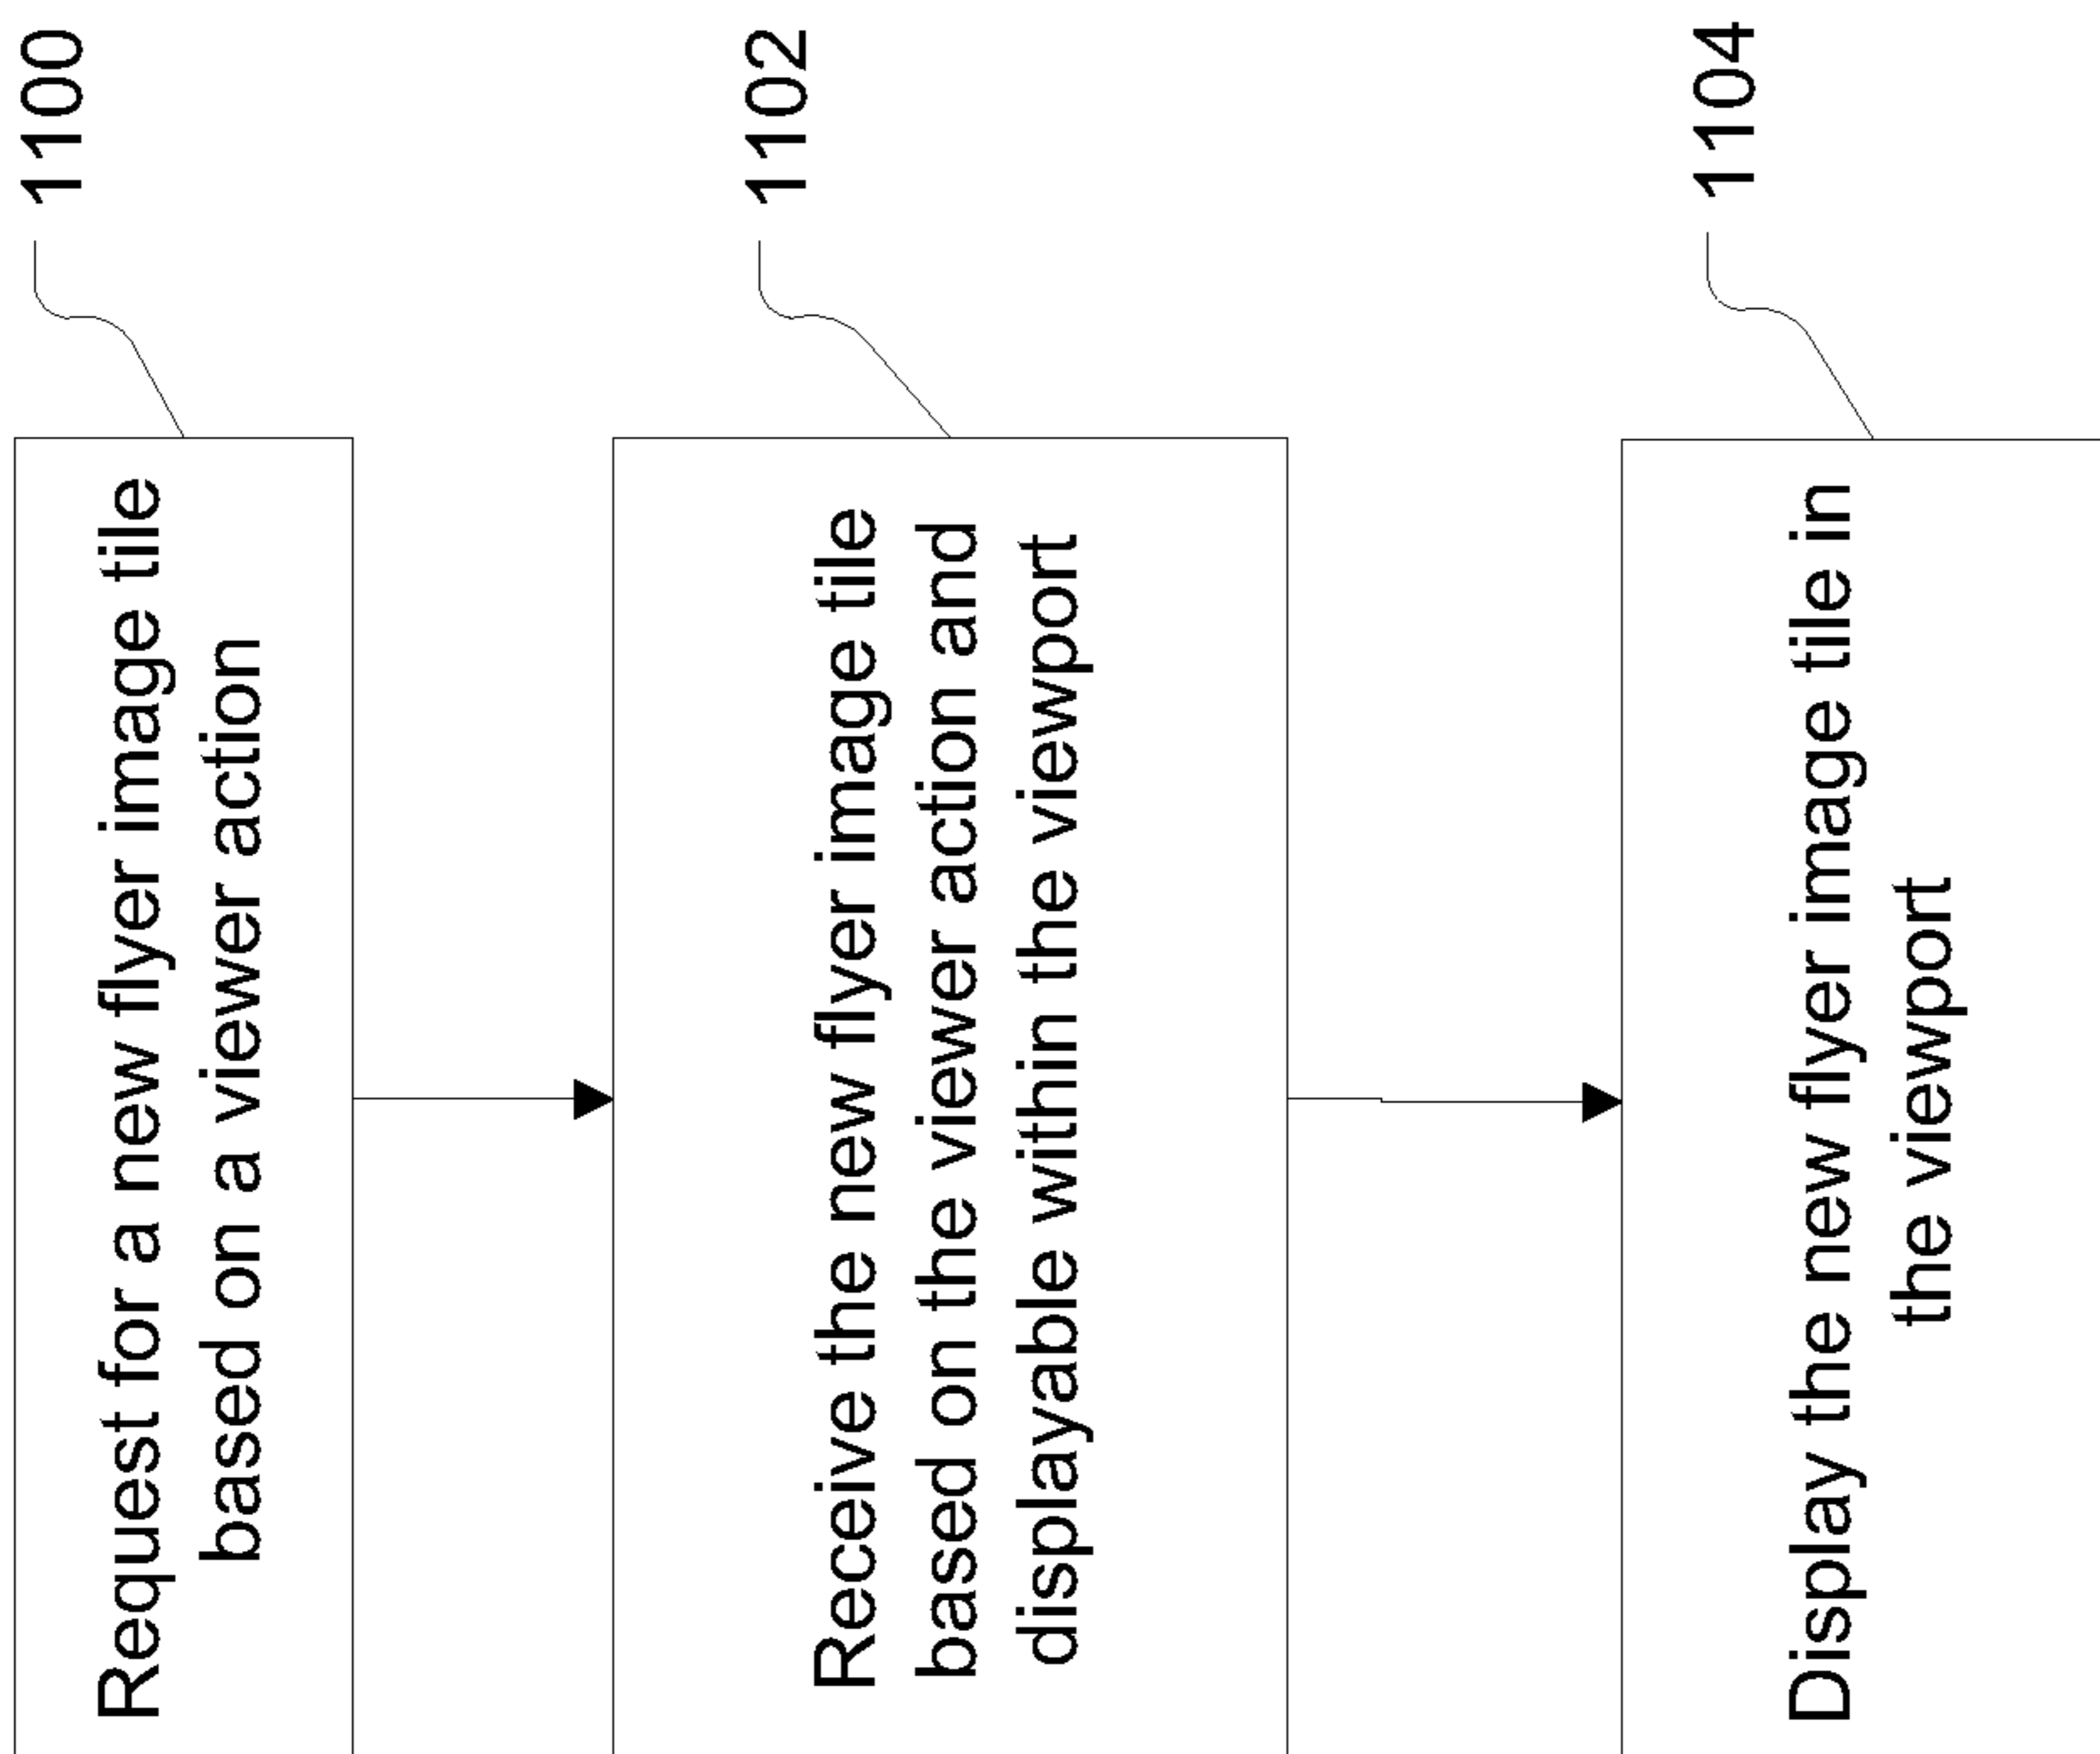 Request for a new flyer image tile
based on a viewer action
1100
Receive the new flyer image tile
based on the viewer action and
displayable within the viewport
1102
Display the new flyer image tile in
the viewport
1104